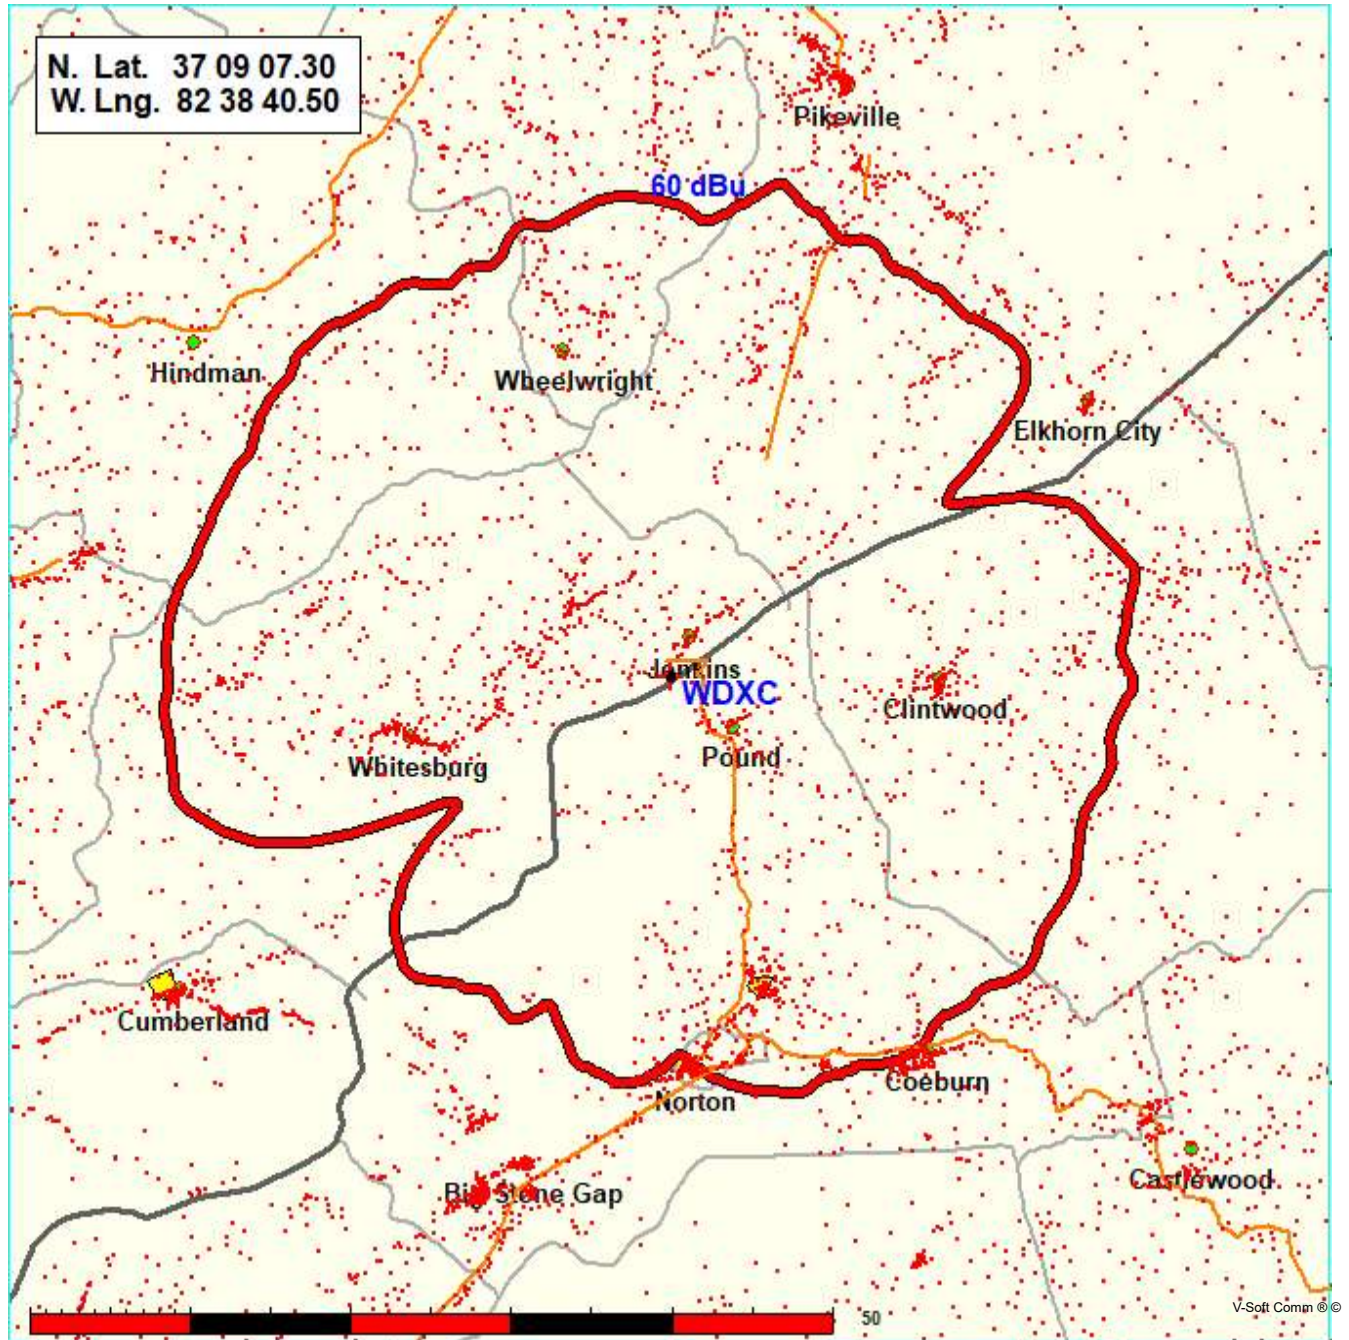 N. Lat. 37 09 07.30
W. Lng. 82 38 40.50
Pikeville
60 dBu
Hindman
Wheelwright
Elkhorn City
Jenkins
WDXC
Clintwood
Pound
Whitesburg
Cumberland
Coeburn
Norton
Castlewood
Big Stone Gap
50
V-Soft Comm ® ©